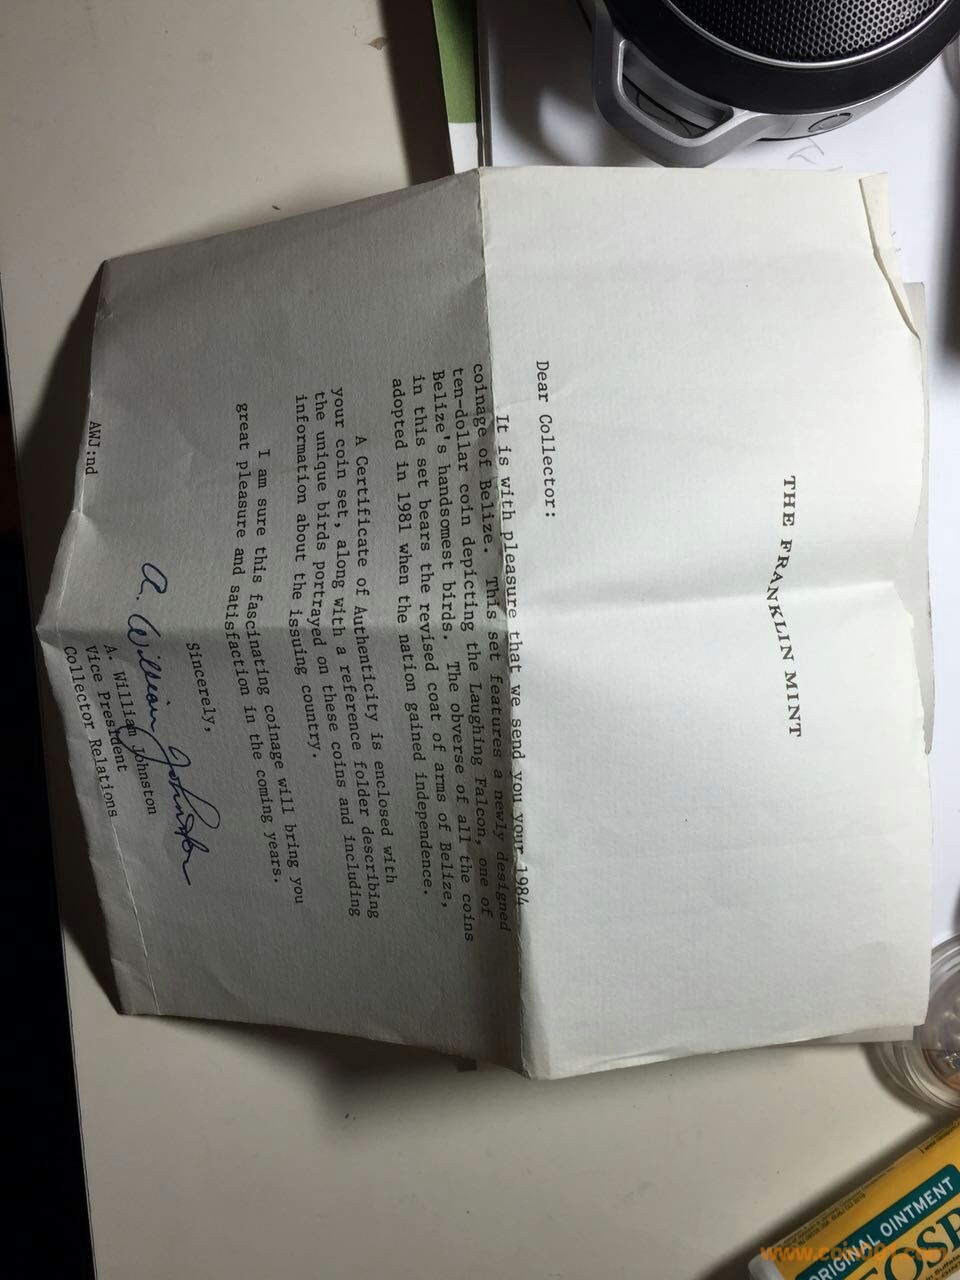 THE FRANKLIN MINT
Dear Collector:
It is with pleasure that we send you your 1984
coinage of Belize. This set features a newly designed
ten-dollar coin depicting the Laughing Falcon, one of
Belize's handsomest birds. The obverse of all the coins
in this set bears the revised coat of arms of Belize,
adopted in 1981 when the nation gained independence.
A Certificate of Authenticity is enclosed with
your coin set, along with a reference folder describing
the unique birds portrayed on these coins and including
information about the issuing country.
I am sure this fascinating coinage will bring you
great pleasure and satisfaction in the coming years.
Sincerely,
A. William Johnston
A. William Johnston
Vice President
Collector Relations
AWJ:nd
ORIGINAL OINTMENT